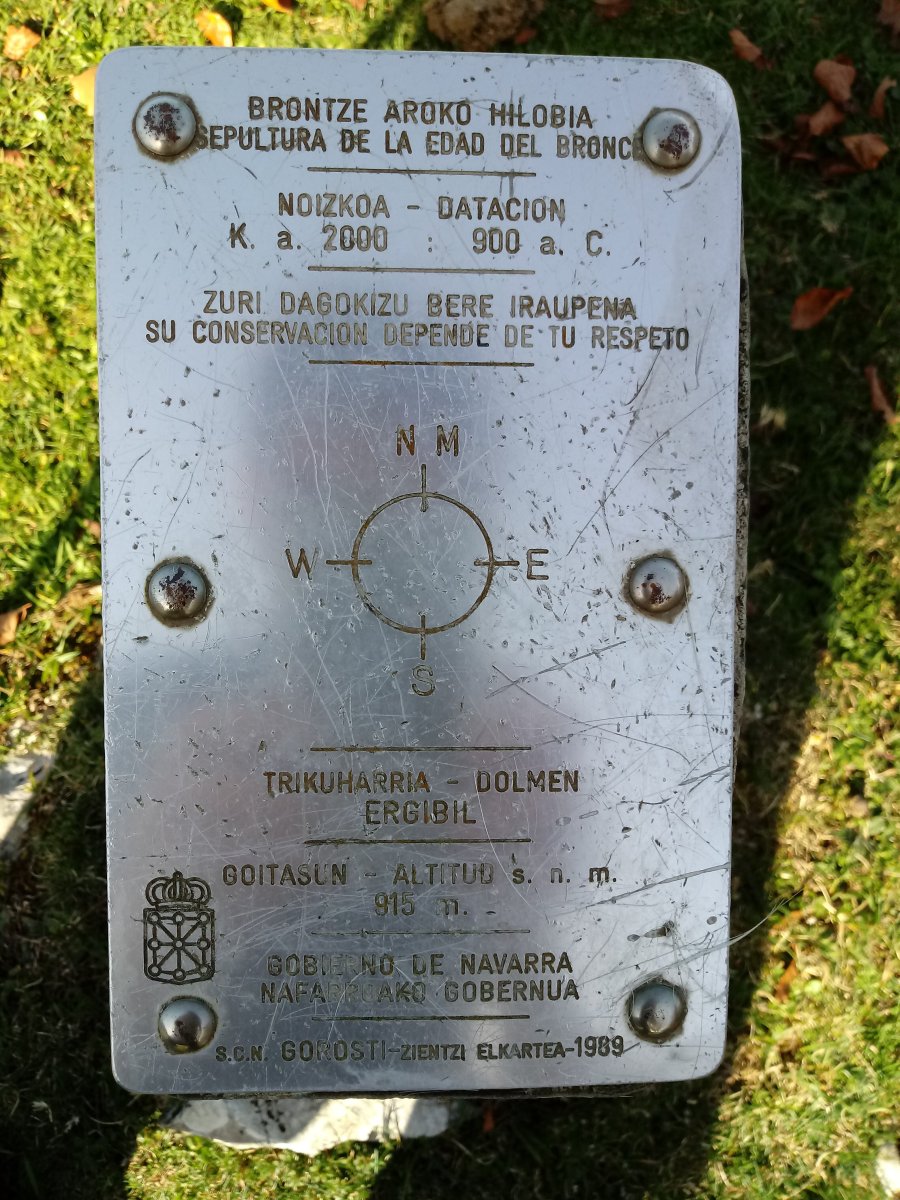 BRONTZE AROKO HILOBIA
SEPULTURA DE LA EDAD DEL BRONCE
NOIZKOA - DATACION
K. a. 2000 : 900 a. C.
ZURI DAGOKIZU BERE IRAUPENA
SU CONSERVACION DEPENDE DE TU RESPETO
N M
W E
S
TRIKUHARRIA - DOLMEN
ERGIBIL
GOITASUN - ALTITUD s. n. m.
915 m.
GOBIERNO DE NAVARRA
NAFARROAKO GOBERNUA
S.C.N. GOROSTI-ZIENTZI ELKARTEA-1989